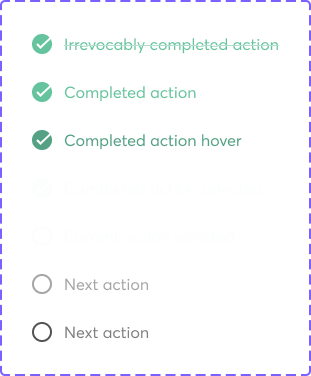 Irrevocably completed action
Completed action
Completed action hover
Next action
Next action